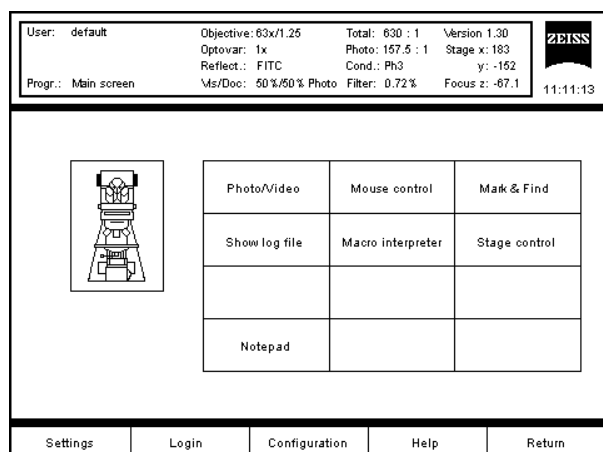 User: default Objective: 63x/1.25 Total: 630 : 1 Version 1.30
Optovar: 1x Photo: 157.5 : 1 Stage x: 183
Reflect.: FITC Cond.: Ph3 y: -152
Progr.: Main screen Vis/Doc: 50%/50% Photo Filter: 0.72% Focus z: -67.1
ZEISS
11:11:13
Photo/Video Mouse control Mark & Find
Show log file Macro interpreter Stage control
Notepad
Settings Login Configuration Help Return